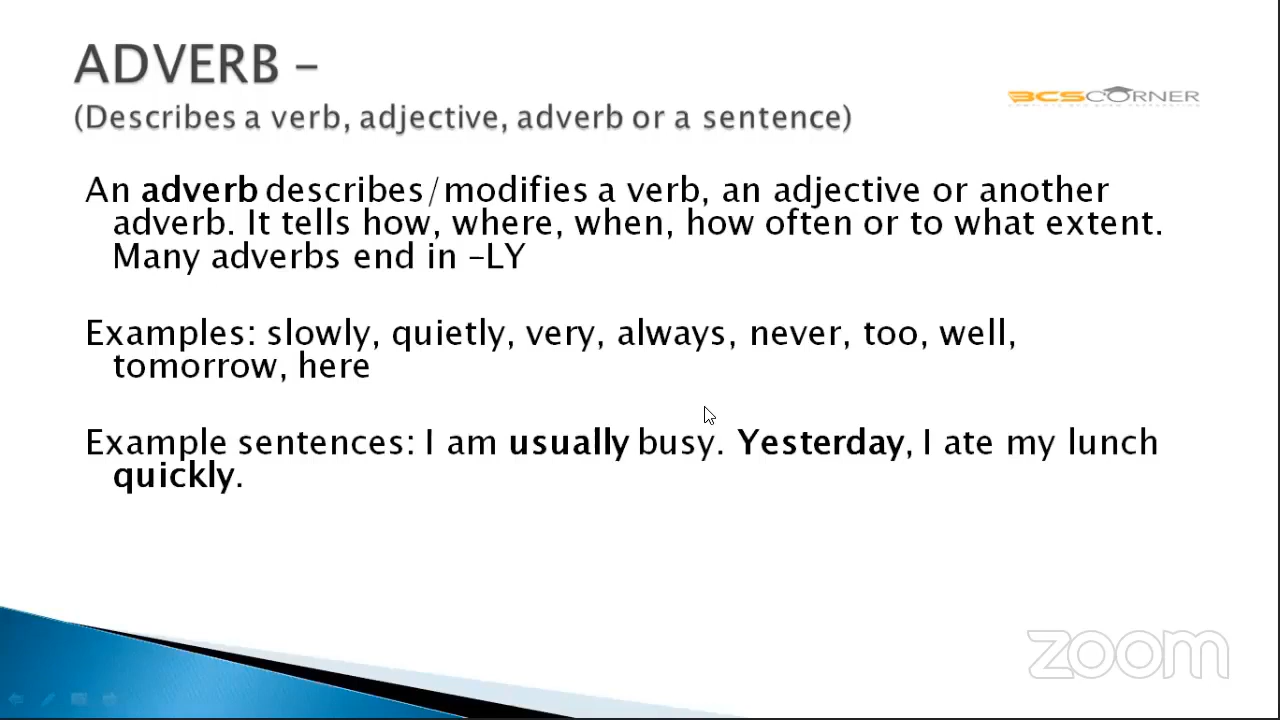 ADVERB –
(Describes a verb, adjective, adverb or a sentence)
BCSCORNER
An adverb describes/modifies a verb, an adjective or another
adverb. It tells how, where, when, how often or to what extent.
Many adverbs end in –LY
Examples: slowly, quietly, very, always, never, too, well,
tomorrow, here
Example sentences: I am usually busy. Yesterday, I ate my lunch
quickly.
zoom